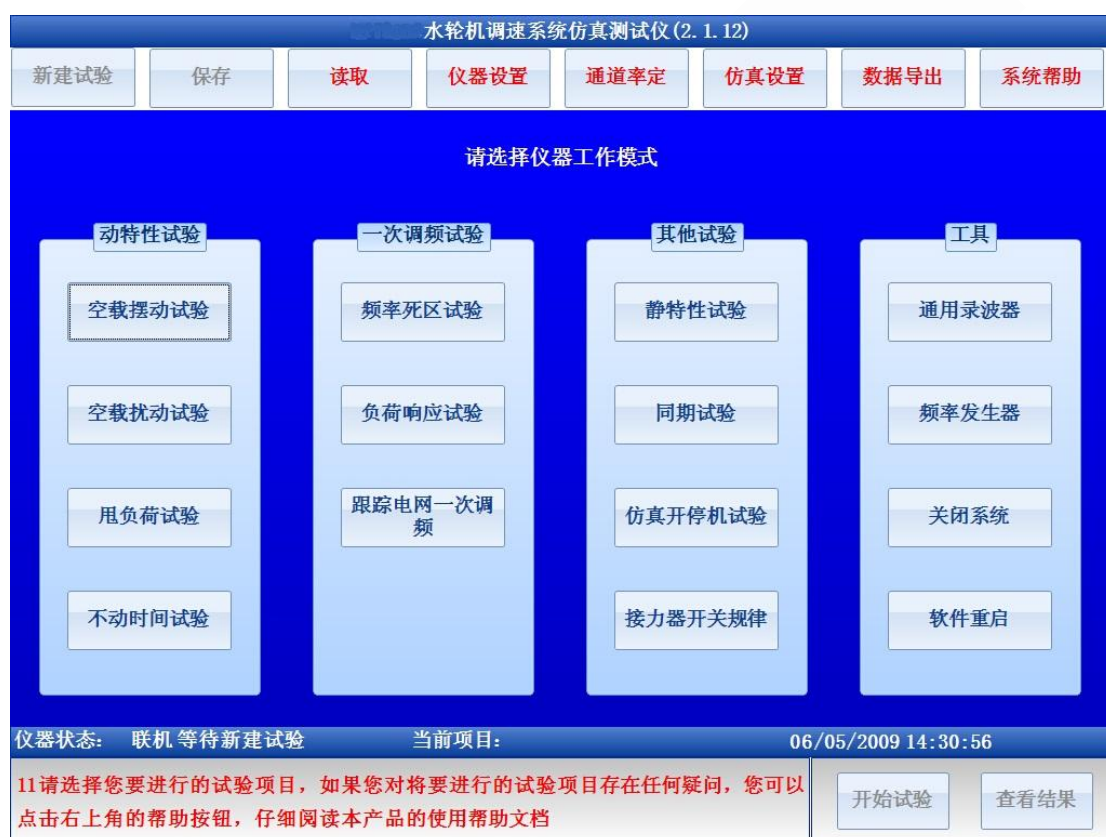 水轮机调速系统仿真测试仪(2.1.12)
新建试验 保存 读取 仪器设置 通道率定 仿真设置 数据导出 系统帮助
请选择仪器工作模式
动特性试验
空载摆动试验
空载扰动试验
甩负荷试验
不动时间试验
一次调频试验
频率死区试验
负荷响应试验
跟踪电网一次调
频
其他试验
静特性试验
同期试验
仿真开停机试验
接力器开关规律
工具
通用录波器
频率发生器
关闭系统
软件重启
仪器状态: 联机 等待新建试验 当前项目: 06/05/2009 14:30:56
11请选择您要进行的试验项目，如果您对将要进行的试验项目存在任何疑问，您可以
点击右上角的帮助按钮，仔细阅读本产品的使用帮助文档
开始试验 查看结果